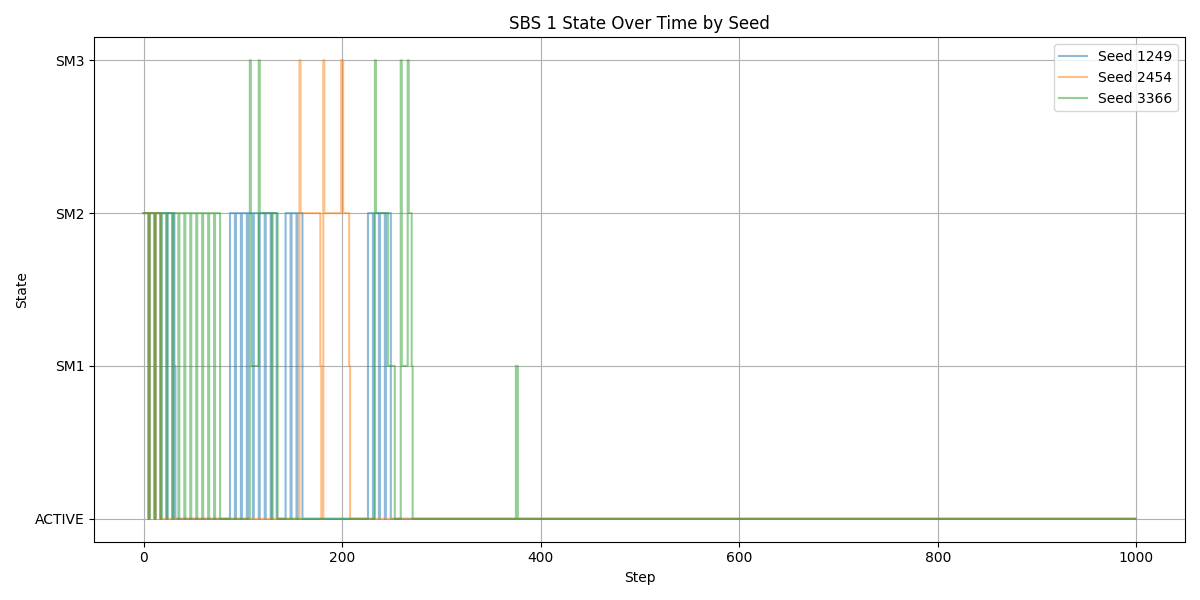 SBS 1 State Over Time by Seed
SM3
SM2
SM1
ACTIVE
State
0
200
400
600
800
1000
Step
Seed 1249
Seed 2454
Seed 3366